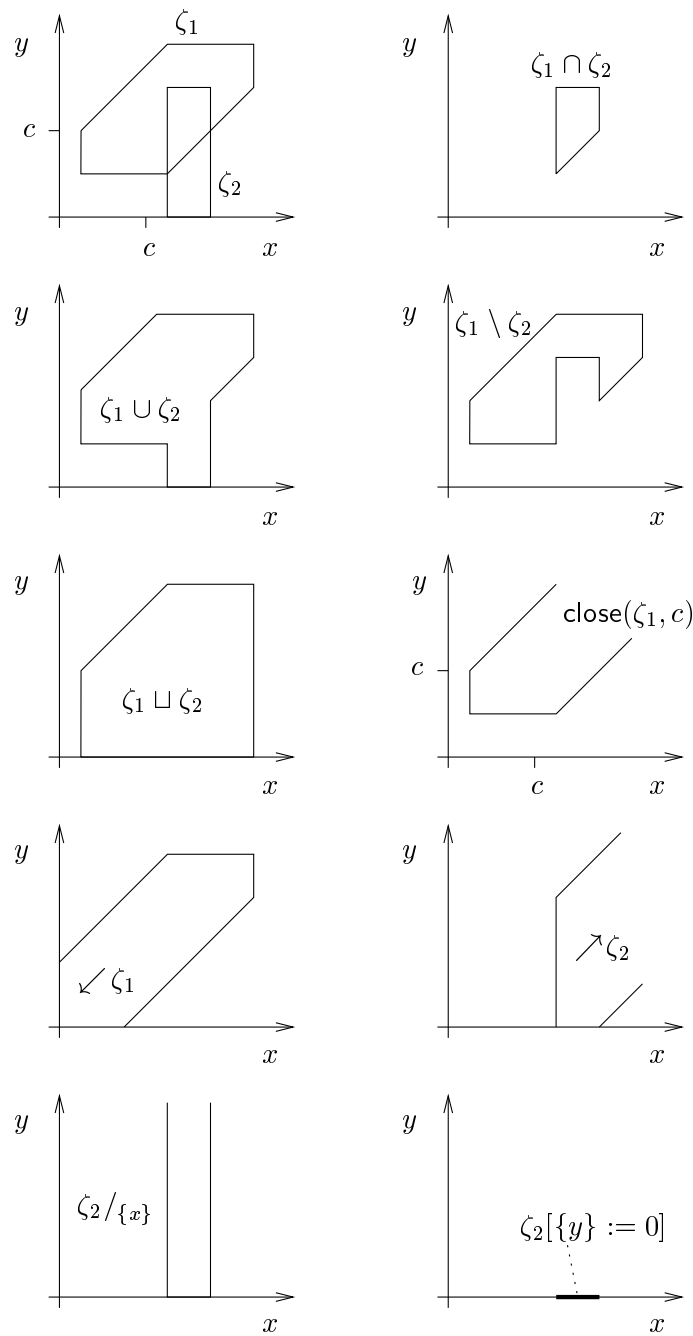 y
ζ₁
c
ζ₂
c
x
y
ζ₁ ∩ ζ₂
x
y
ζ₁ ∪ ζ₂
x
y
ζ₁ \ ζ₂
x
y
ζ₁ ⊔ ζ₂
x
y
close(ζ₁, c)
c
c
x
y
↙ ζ₁
x
y
↗ ζ₂
x
y
ζ₂/{x}
x
y
ζ₂[{y} := 0]
x